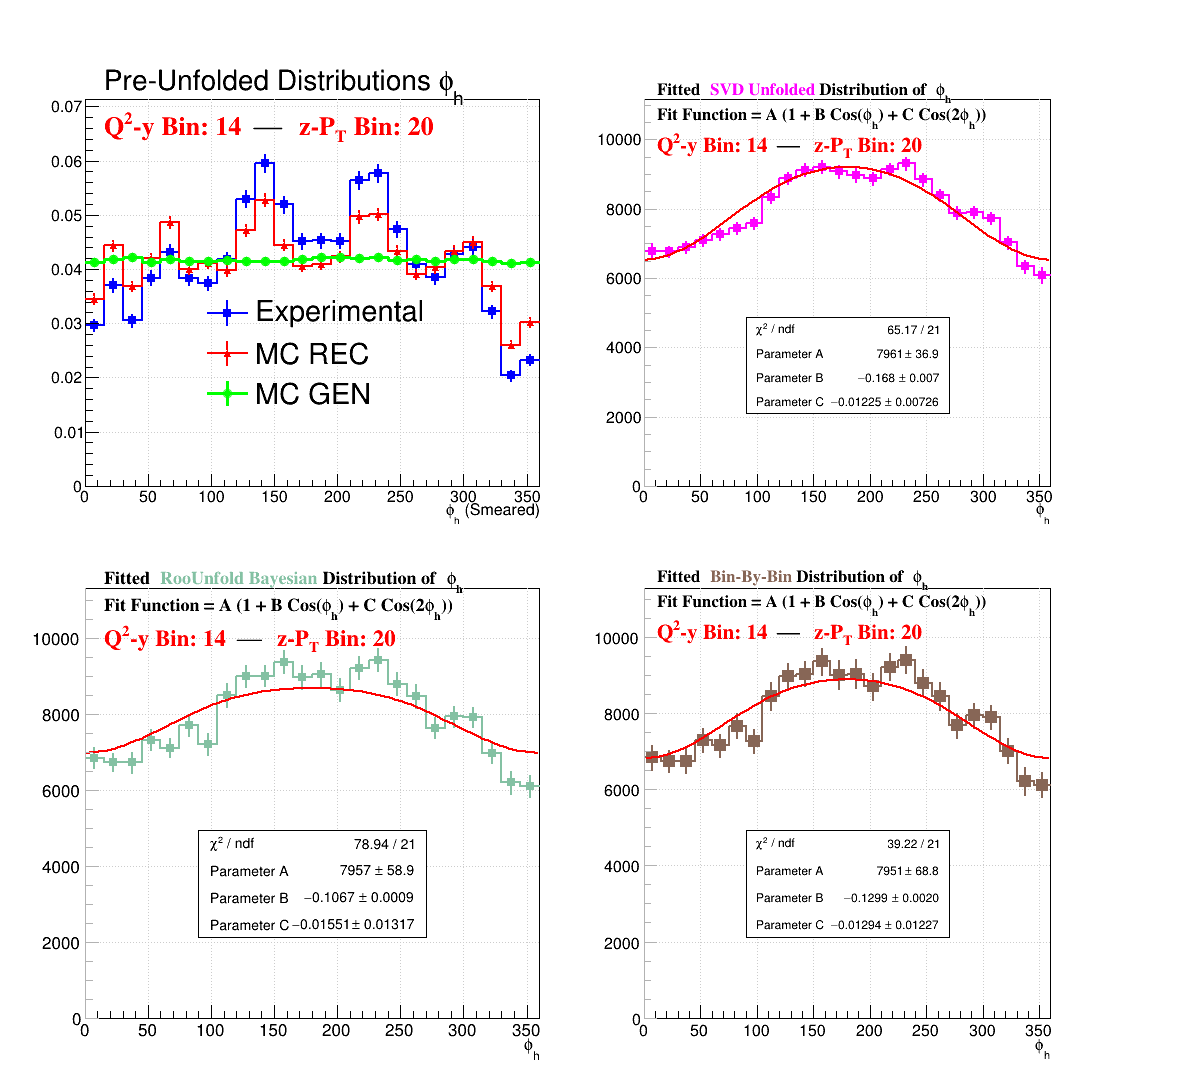 Pre-Unfolded Distributions ϕh
Q²-y Bin: 14 — z-PT Bin: 20
0.07
0.06
0.05
0.04
0.03
0.02
0.01
0
Experimental
MC REC
MC GEN
0 50 100 150 200 250 300 350
ϕh (Smeared)
Fitted SVD Unfolded Distribution of ϕh
Fit Function = A (1 + B Cos(ϕh) + C Cos(2ϕh))
Q²-y Bin: 14 — z-PT Bin: 20
10000
8000
6000
4000
2000
0
χ² / ndf 65.17 / 21
Parameter A 7961 ± 36.9
Parameter B −0.168 ± 0.007
Parameter C −0.01225 ± 0.00726
0 50 100 150 200 250 300 350
ϕh
Fitted RooUnfold Bayesian Distribution of ϕh
Fit Function = A (1 + B Cos(ϕh) + C Cos(2ϕh))
Q²-y Bin: 14 — z-PT Bin: 20
10000
8000
6000
4000
2000
0
χ² / ndf 78.94 / 21
Parameter A 7957 ± 58.9
Parameter B −0.1067 ± 0.0009
Parameter C −0.01551 ± 0.01317
0 50 100 150 200 250 300 350
ϕh
Fitted Bin-By-Bin Distribution of ϕh
Fit Function = A (1 + B Cos(ϕh) + C Cos(2ϕh))
Q²-y Bin: 14 — z-PT Bin: 20
10000
8000
6000
4000
2000
0
χ² / ndf 39.22 / 21
Parameter A 7951 ± 68.8
Parameter B −0.1299 ± 0.0020
Parameter C −0.01294 ± 0.01227
0 50 100 150 200 250 300 350
ϕh